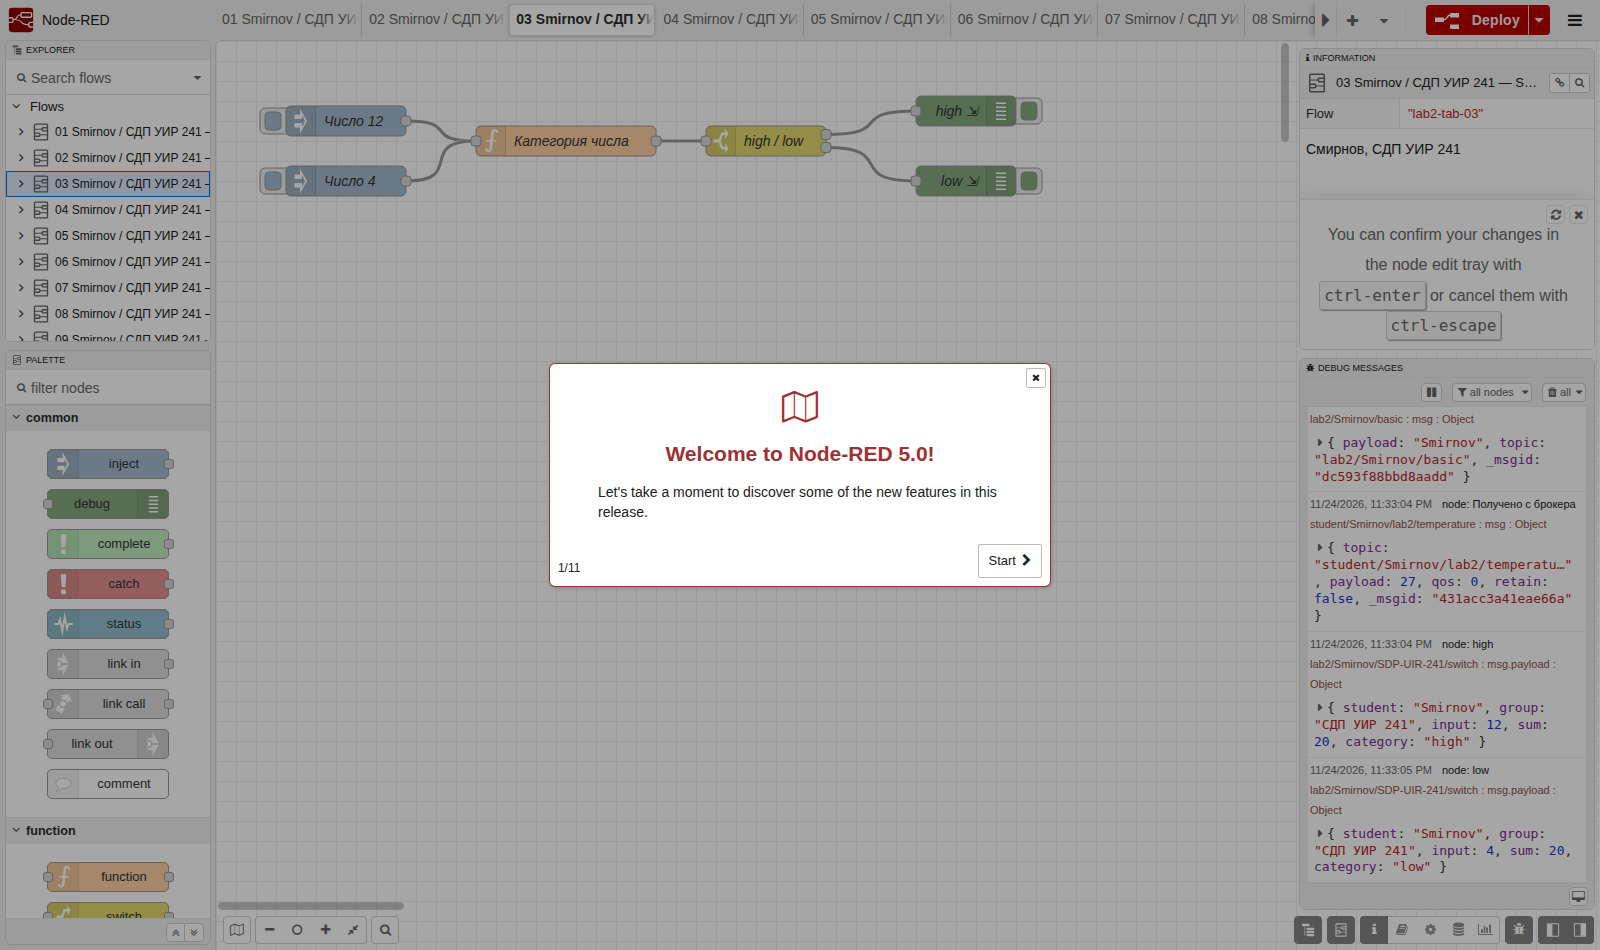 Node-RED
01 Smirnov / СДП УИ
02 Smirnov / СДП УИ
03 Smirnov / СДП УИ
04 Smirnov / СДП УИ
05 Smirnov / СДП УИ
06 Smirnov / СДП УИ
07 Smirnov / СДП УИ
08 Smirno
Deploy
EXPLORER
Search flows
Flows
01 Smirnov / СДП УИР 241 –
02 Smirnov / СДП УИР 241 –
03 Smirnov / СДП УИР 241 –
04 Smirnov / СДП УИР 241 –
05 Smirnov / СДП УИР 241 –
06 Smirnov / СДП УИР 241 –
07 Smirnov / СДП УИР 241 –
08 Smirnov / СДП УИР 241 –
09 Smirnov / СДП УИР 241 -
PALETTE
filter nodes
common
inject
debug
complete
catch
status
link in
link call
link out
comment
function
function
switch
Число 12
Число 4
Категория числа
high / low
high ⇲
low ⇲
Welcome to Node-RED 5.0!
Let's take a moment to discover some of the new features in this
release.
1/11
Start
INFORMATION
03 Smirnov / СДП УИР 241 — S...
Flow
"lab2-tab-03"
Смирнов, СДП УИР 241
You can confirm your changes in
the node edit tray with
ctrl-enter or cancel them with
ctrl-escape
DEBUG MESSAGES
all nodes
all
lab2/Smirnov/basic : msg : Object
{ payload: "Smirnov", topic:
"lab2/Smirnov/basic", _msgid:
"dc593f88bbd8aadd" }
11/24/2026, 11:33:04 PM node: Получено с брокера
student/Smirnov/lab2/temperature : msg : Object
{ topic:
"student/Smirnov/lab2/temperatu…"
, payload: 27, qos: 0, retain:
false, _msgid: "431acc3a41eae66a"
}
11/24/2026, 11:33:04 PM node: high
lab2/Smirnov/SDP-UIR-241/switch : msg.payload :
Object
{ student: "Smirnov", group:
"СДП УИР 241", input: 12, sum:
20, category: "high" }
11/24/2026, 11:33:05 PM node: low
lab2/Smirnov/SDP-UIR-241/switch : msg.payload :
Object
{ student: "Smirnov", group:
"СДП УИР 241", input: 4, sum: 20,
category: "low" }